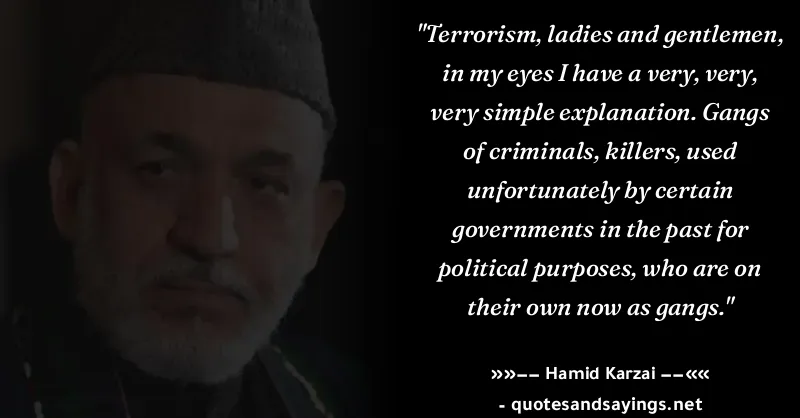 "Terrorism, ladies and gentlemen,
in my eyes I have a very, very,
very simple explanation. Gangs
of criminals, killers, used
unfortunately by certain
governments in the past for
political purposes, who are on
their own now as gangs."
»»–– Hamid Karzai ––««
- quotesandsayings.net